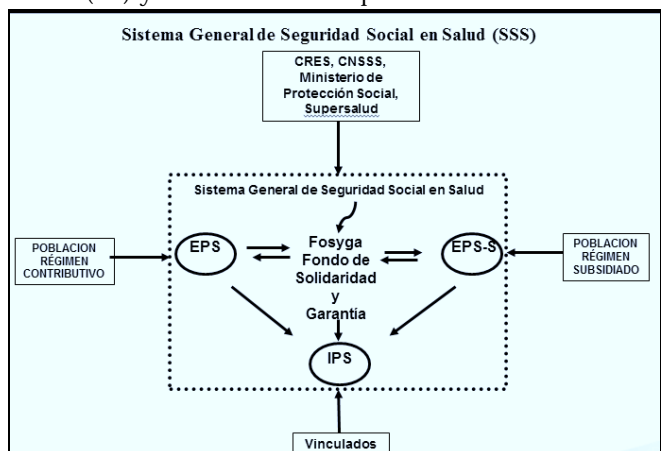 Sistema General de Seguridad Social en Salud (SSS)
CRES, CNSSS,
Ministerio de
Protección Social,
Supersalud
Sistema General de Seguridad Social en Salud
POBLACION
RÉGIMEN
CONTRIBUTIVO
EPS
Fosyga
Fondo de
Solidaridad
y
Garantía
EPS-S
POBLACION
RÉGIMEN
SUBSIDIADO
IPS
Vinculados